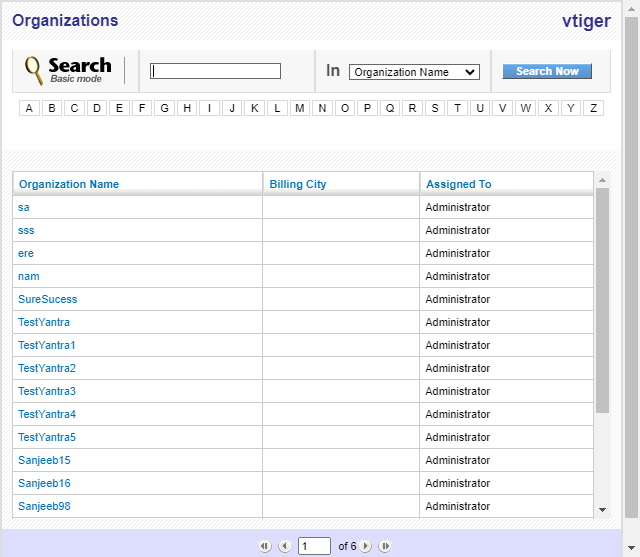 Organizations vtiger
Search In Organization Name Search Now
Basic mode
A B C D E F G H I J K L M N O P Q R S T U V W X Y Z
Organization Name Billing City Assigned To
sa Administrator
sss Administrator
ere Administrator
nam Administrator
SureSucess Administrator
TestYantra Administrator
TestYantra1 Administrator
TestYantra2 Administrator
TestYantra3 Administrator
TestYantra4 Administrator
TestYantra5 Administrator
Sanjeeb15 Administrator
Sanjeeb16 Administrator
Sanjeeb98 Administrator
1 of 6